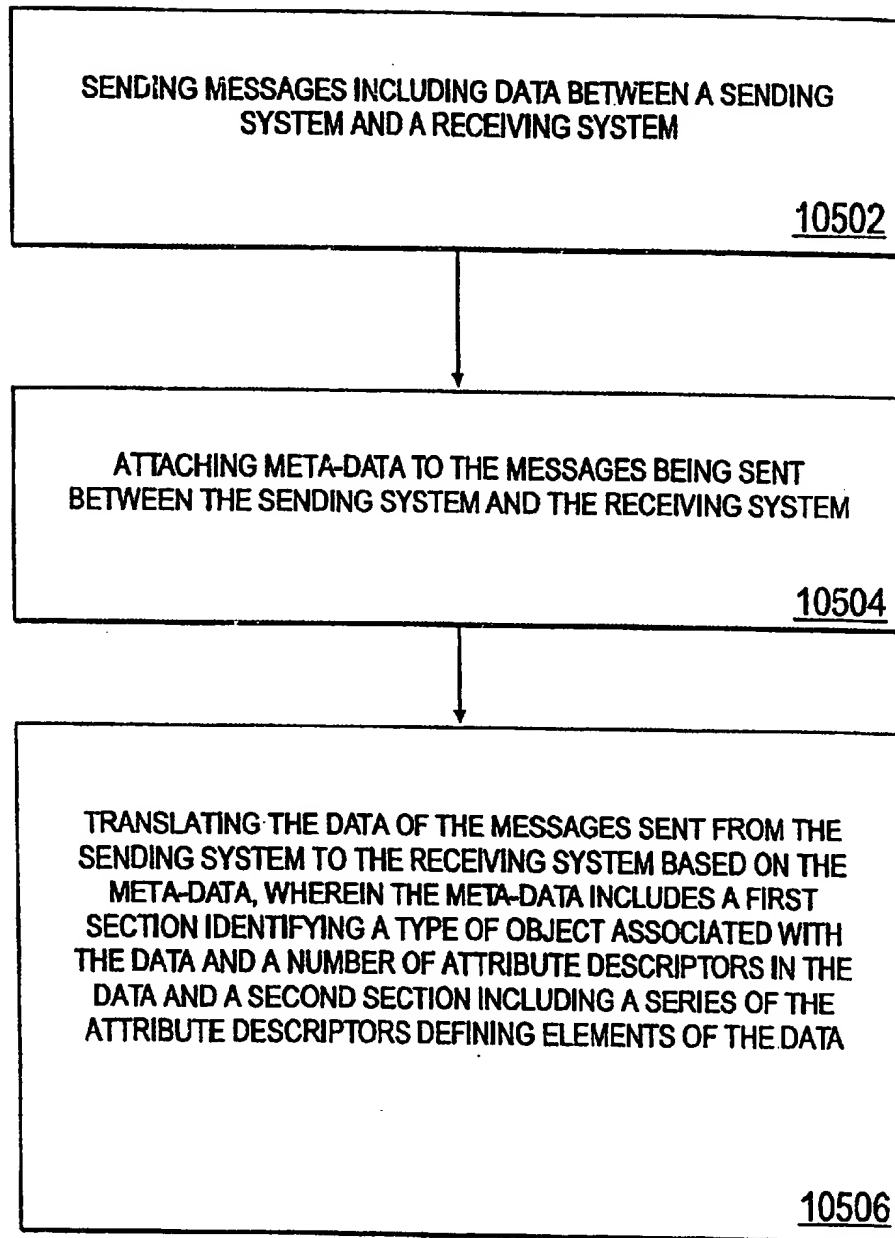 SENDING MESSAGES INCLUDING DATA BETWEEN A SENDING
SYSTEM AND A RECEIVING SYSTEM
10502
ATTACHING META-DATA TO THE MESSAGES BEING SENT
BETWEEN THE SENDING SYSTEM AND THE RECEIVING SYSTEM
10504
TRANSLATING THE DATA OF THE MESSAGES SENT FROM THE
SENDING SYSTEM TO THE RECEIVING SYSTEM BASED ON THE
META-DATA, WHEREIN THE META-DATA INCLUDES A FIRST
SECTION IDENTIFYING A TYPE OF OBJECT ASSOCIATED WITH
THE DATA AND A NUMBER OF ATTRIBUTE DESCRIPTORS IN THE
DATA AND A SECOND SECTION INCLUDING A SERIES OF THE
ATTRIBUTE DESCRIPTORS DEFINING ELEMENTS OF THE DATA
10506